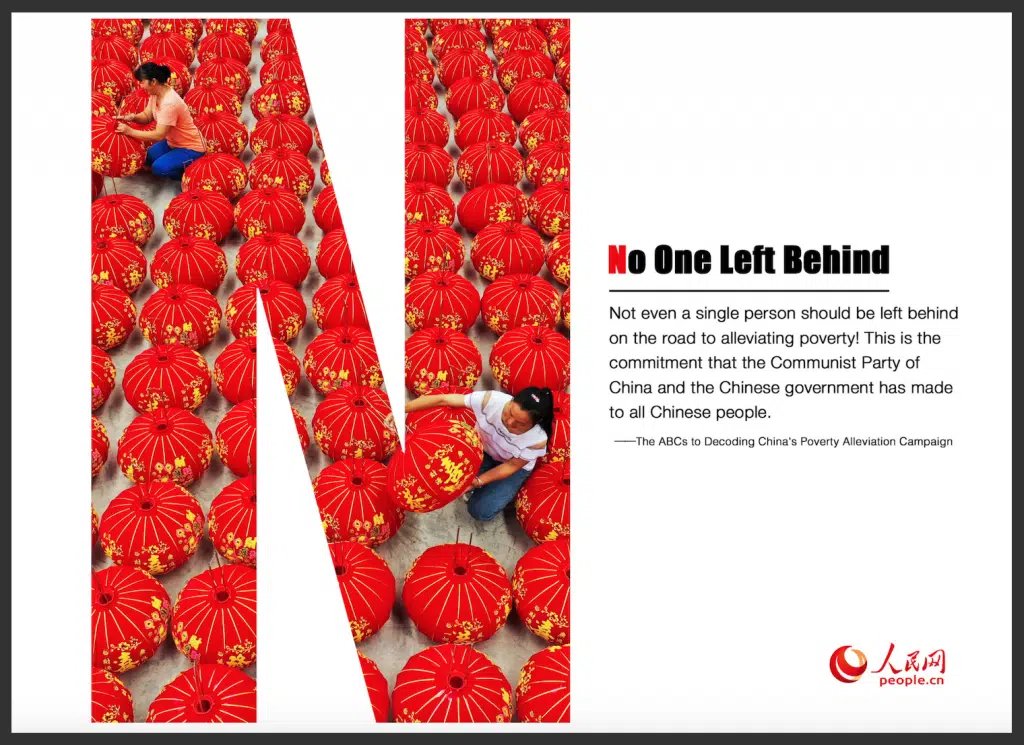 No One Left Behind
Not even a single person should be left behind
on the road to alleviating poverty! This is the
commitment that the Communist Party of
China and the Chinese government has made
to all Chinese people.
——The ABCs to Decoding China's Poverty Alleviation Campaign
人民网
people.cn